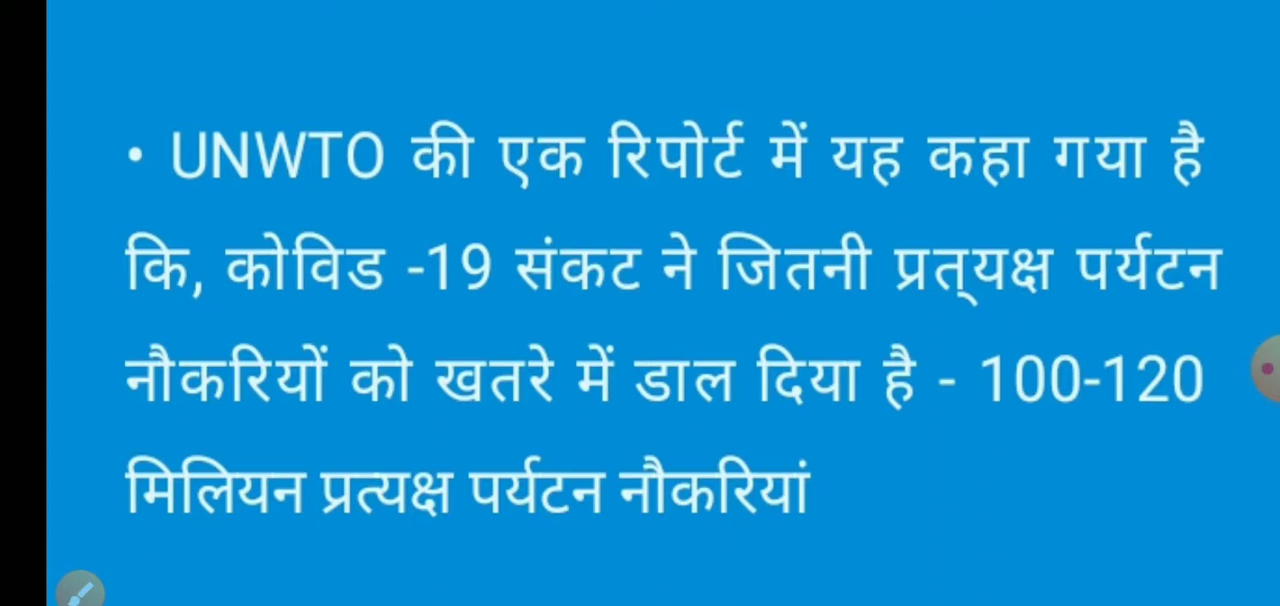 • UNWTO की एक रिपोर्ट में यह कहा गया है
कि, कोविड -19 संकट ने जितनी प्रत्‌यक्ष पर्यटन
नौकरियों को खतरे में डाल दिया है - 100-120
मिलियन प्रत्यक्ष पर्यटन नौकरियां